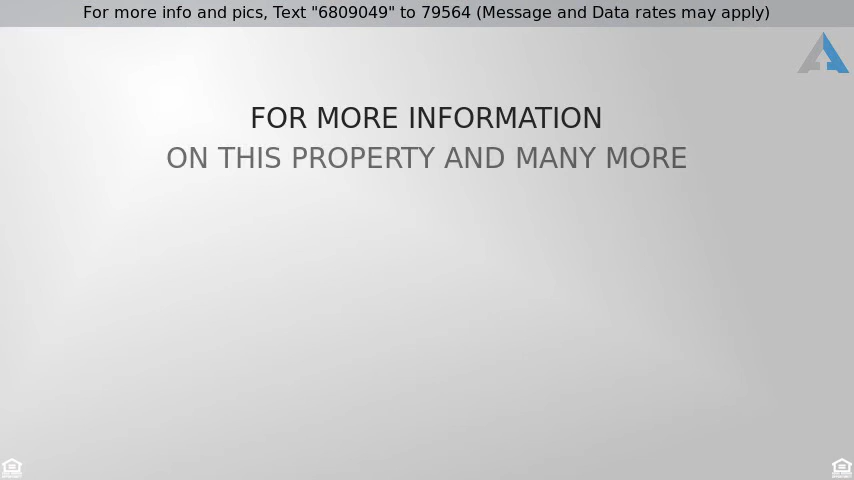 For more info and pics, Text "6809049" to 79564 (Message and Data rates may apply)
FOR MORE INFORMATION
ON THIS PROPERTY AND MANY MORE